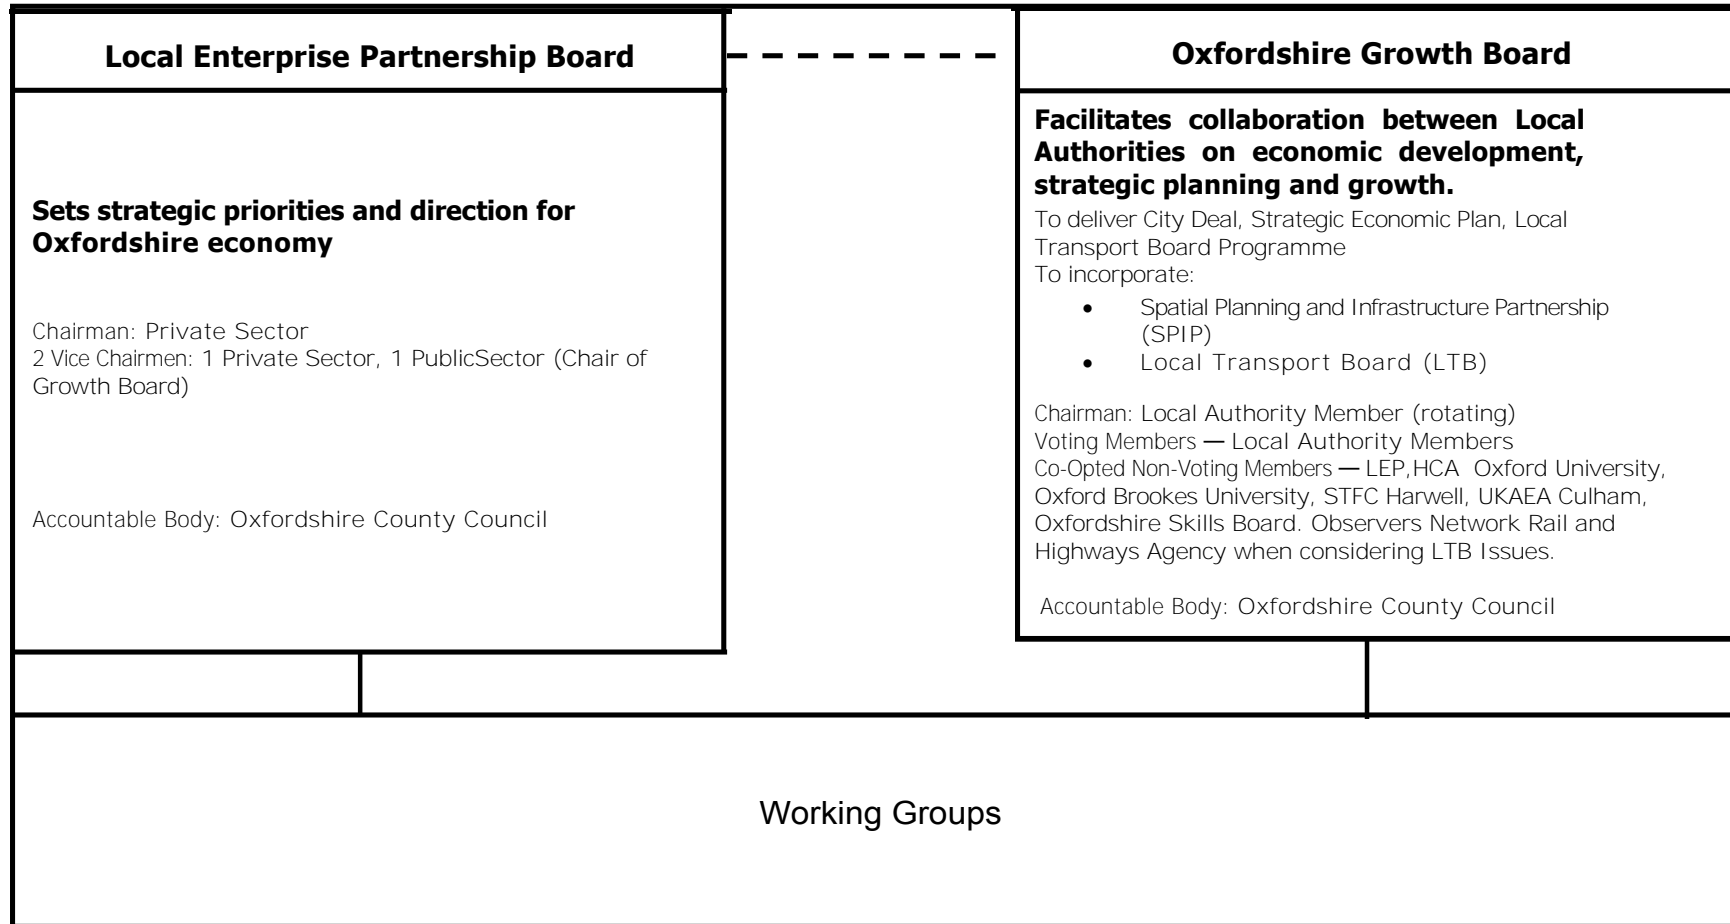 Local Enterprise Partnership Board
Sets strategic priorities and direction for
Oxfordshire economy
Chairman: Private Sector
2 Vice Chairmen: 1 Private Sector, 1 PublicSector (Chair of
Growth Board)
Accountable Body: Oxfordshire County Council
Oxfordshire Growth Board
Facilitates collaboration between Local
Authorities on economic development,
strategic planning and growth.
To deliver City Deal, Strategic Economic Plan, Local
Transport Board Programme
To incorporate:
• Spatial Planning and Infrastructure Partnership
(SPIP)
• Local Transport Board (LTB)
Chairman: Local Authority Member (rotating)
Voting Members — Local Authority Members
Co-Opted Non-Voting Members — LEP,HCA Oxford University,
Oxford Brookes University, STFC Harwell, UKAEA Culham,
Oxfordshire Skills Board. Observers Network Rail and
Highways Agency when considering LTB Issues.
Accountable Body: Oxfordshire County Council
Working Groups